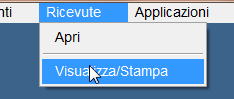 nti Ricevute Applicazioni
Apri
Visualizza/Stampa